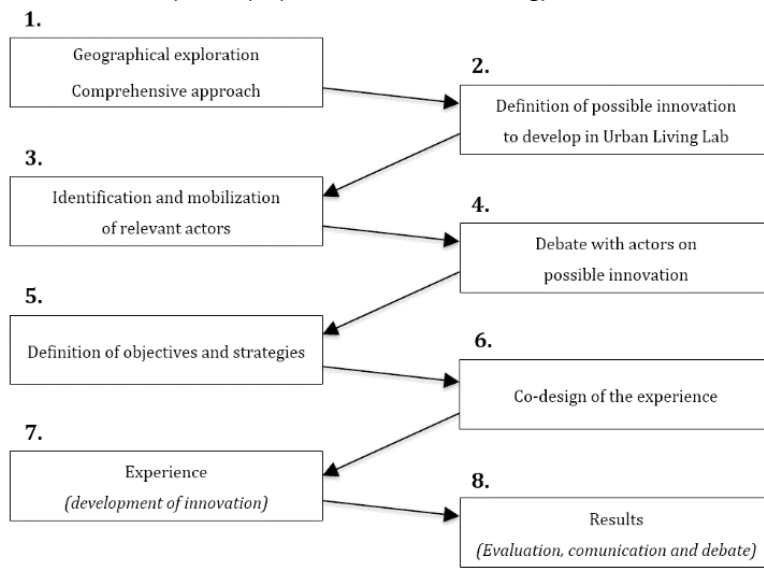 1.
Geographical exploration
Comprehensive approach
2.
Definition of possible innovation
to develop in Urban Living Lab
3.
Identification and mobilization
of relevant actors
4.
Debate with actors on
possible innovation
5.
Definition of objectives and strategies
6.
Co-design of the experience
7.
Experience
(development of innovation)
8.
Results
(Evaluation, comunication and debate)